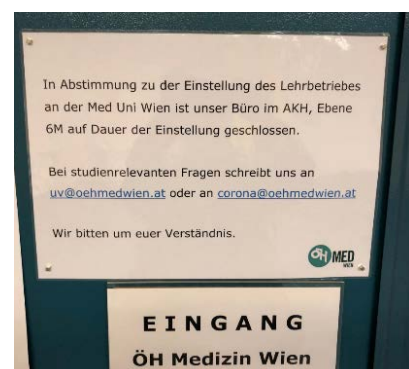 In Abstimmung zu der Einstellung des Lehrbetriebes
an der Med Uni Wien ist unser Büro im AKH, Ebene
6M auf Dauer der Einstellung geschlossen.
Bei studienrelevanten Fragen schreibt uns an
uv@oehmedwien.at oder an corona@oehmedwien.at
Wir bitten um euer Verständnis.
ÖH MED
WIEN
EINGANG
ÖH Medizin Wien